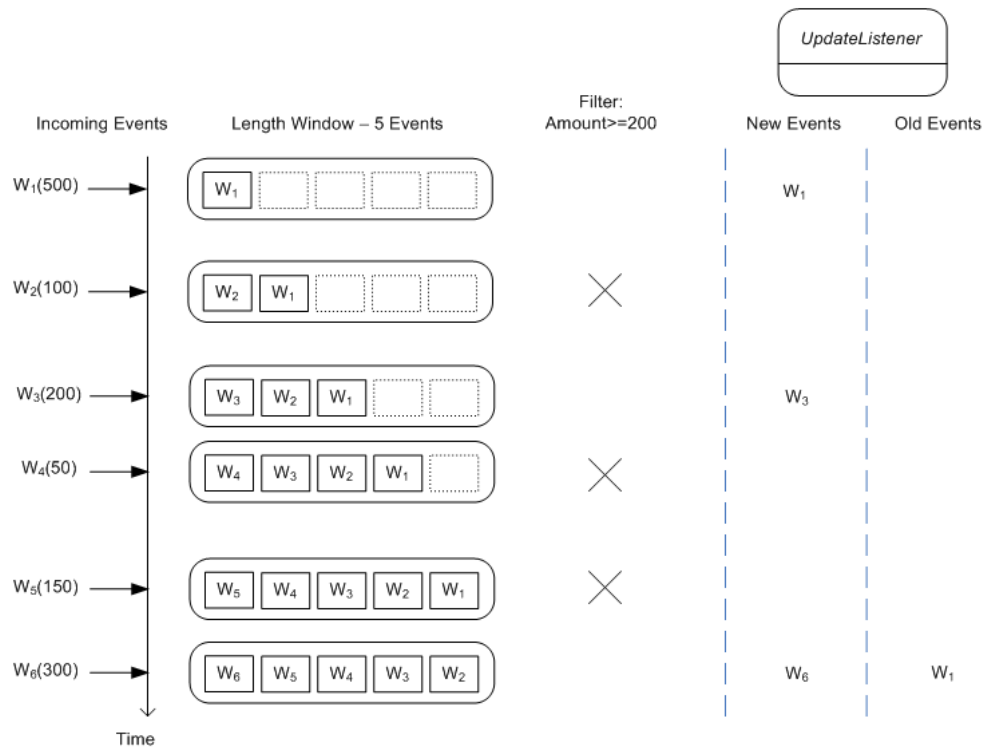 UpdateListener
Filter:
Incoming Events Length Window – 5 Events Amount>=200 New Events Old Events
W₁(500) W₁ W₁
W₂(100) W₂ W₁
W₃(200) W₃ W₂ W₁ W₃
W₄(50) W₄ W₃ W₂ W₁
W₅(150) W₅ W₄ W₃ W₂ W₁
W₆(300) W₆ W₅ W₄ W₃ W₂ W₆ W₁
Time